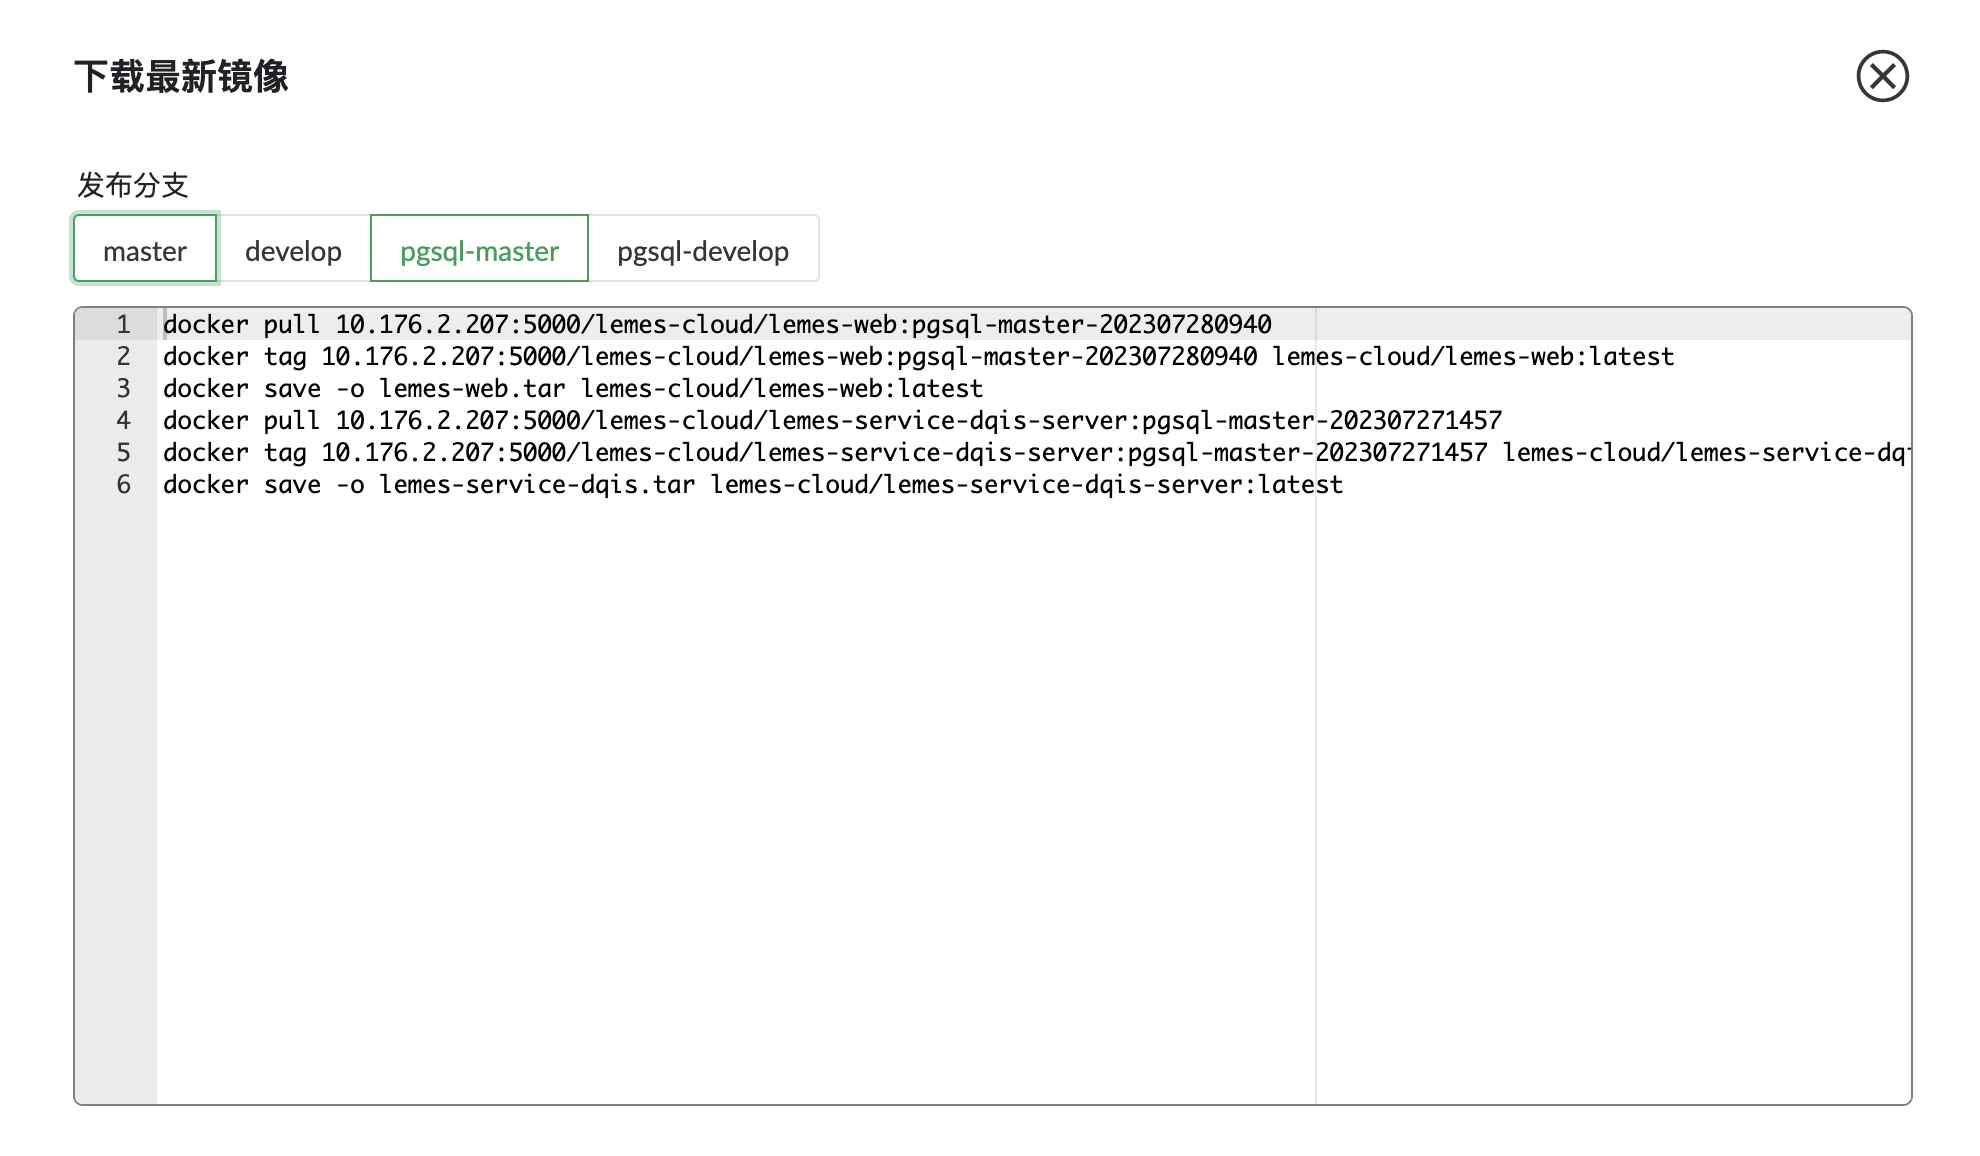 下载最新镜像
发布分支
master develop pgsql-master pgsql-develop
1 docker pull 10.176.2.207:5000/lemes-cloud/lemes-web:pgsql-master-202307280940
2 docker tag 10.176.2.207:5000/lemes-cloud/lemes-web:pgsql-master-202307280940 lemes-cloud/lemes-web:latest
3 docker save -o lemes-web.tar lemes-cloud/lemes-web:latest
4 docker pull 10.176.2.207:5000/lemes-cloud/lemes-service-dqis-server:pgsql-master-202307271457
5 docker tag 10.176.2.207:5000/lemes-cloud/lemes-service-dqis-server:pgsql-master-202307271457 lemes-cloud/lemes-service-dq
6 docker save -o lemes-service-dqis.tar lemes-cloud/lemes-service-dqis-server:latest